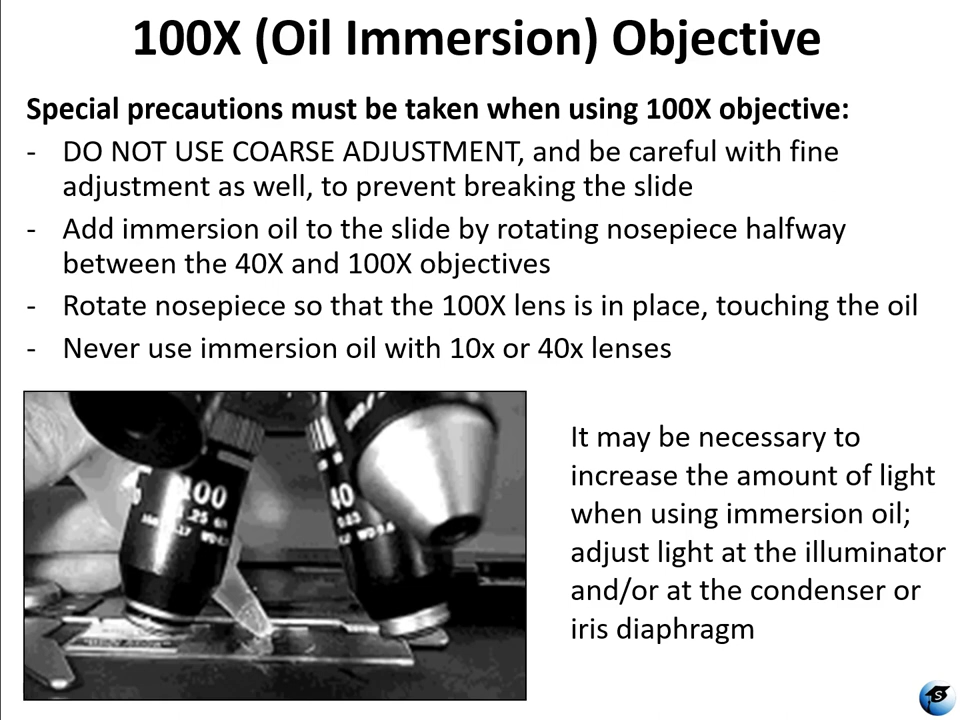 100X (Oil Immersion) Objective
Special precautions must be taken when using 100X objective:
- DO NOT USE COARSE ADJUSTMENT, and be careful with fine
adjustment as well, to prevent breaking the slide
- Add immersion oil to the slide by rotating nosepiece halfway
between the 40X and 100X objectives
- Rotate nosepiece so that the 100X lens is in place, touching the oil
- Never use immersion oil with 10x or 40x lenses
It may be necessary to
increase the amount of light
when using immersion oil;
adjust light at the illuminator
and/or at the condenser or
iris diaphragm
100
40
S